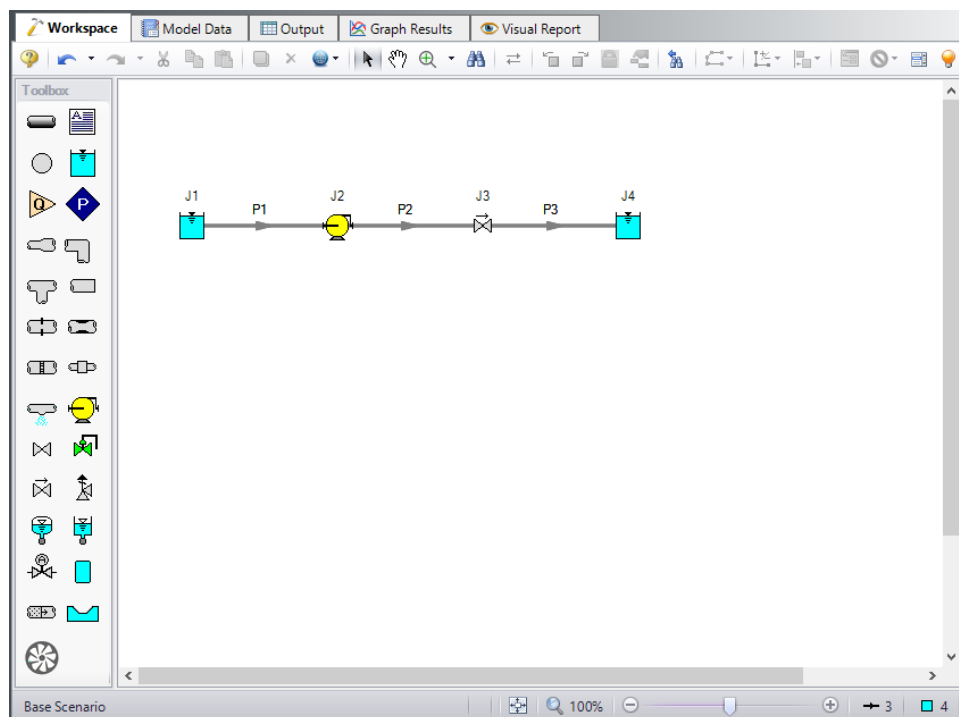 Workspace Model Data Output Graph Results Visual Report
Toolbox
A
Q P
J1 J2 J3 J4
P1 P2 P3
Base Scenario 100% 3 4